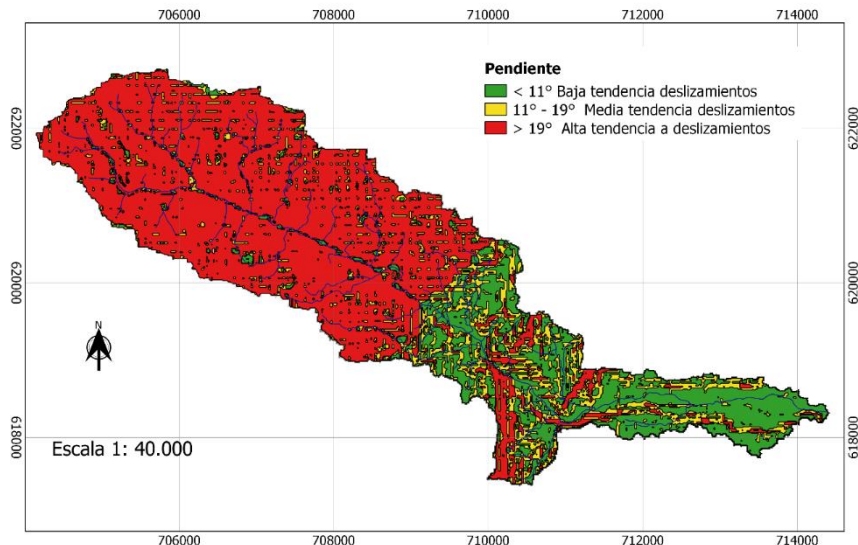 706000 708000 710000 712000 714000
Pendiente
< 11° Baja tendencia deslizamientos
11° - 19° Media tendencia deslizamientos
> 19° Alta tendencia a deslizamientos
622000 622000
620000 620000
N
618000 618000
Escala 1: 40.000
706000 708000 710000 712000 714000